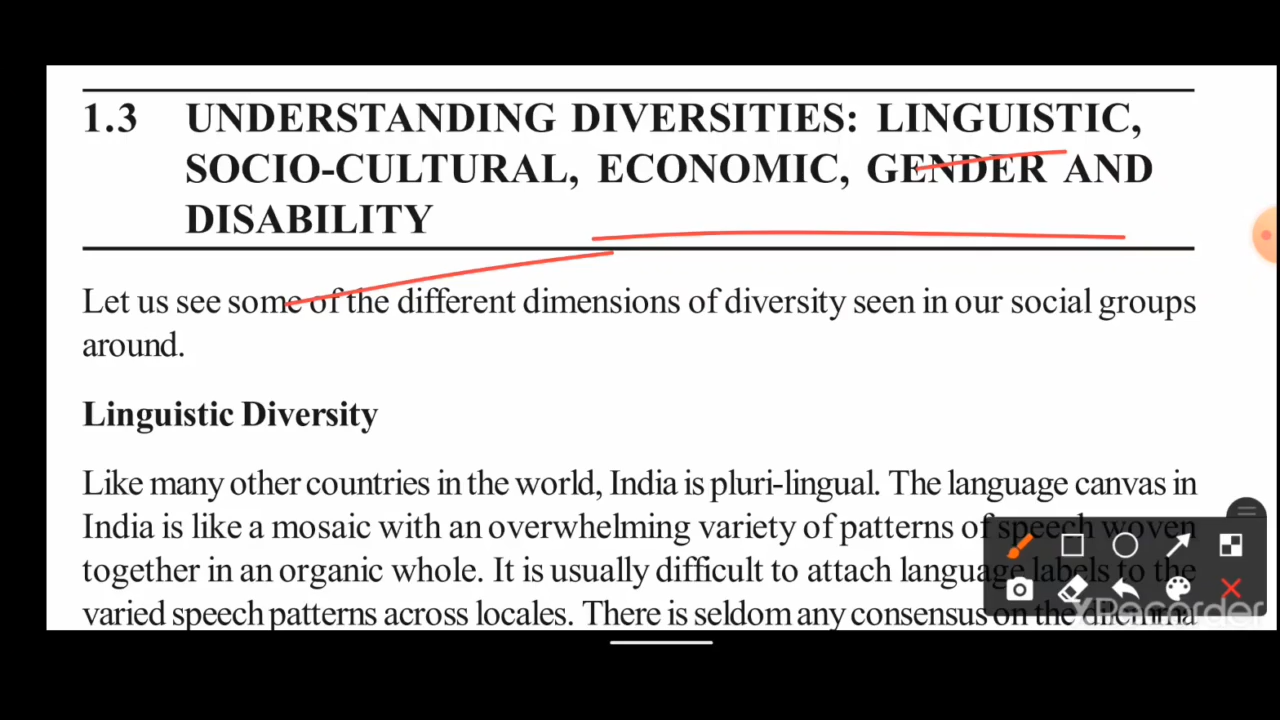 1.3 UNDERSTANDING DIVERSITIES: LINGUISTIC,
SOCIO-CULTURAL, ECONOMIC, GENDER AND
DISABILITY
Let us see some of the different dimensions of diversity seen in our social groups
around.
Linguistic Diversity
Like many other countries in the world, India is pluri-lingual. The language canvas in
India is like a mosaic with an overwhelming variety of patterns of speech woven
together in an organic whole. It is usually difficult to attach language labels to the
varied speech patterns across locales. There is seldom any consensus on the dilemma
XRecorder